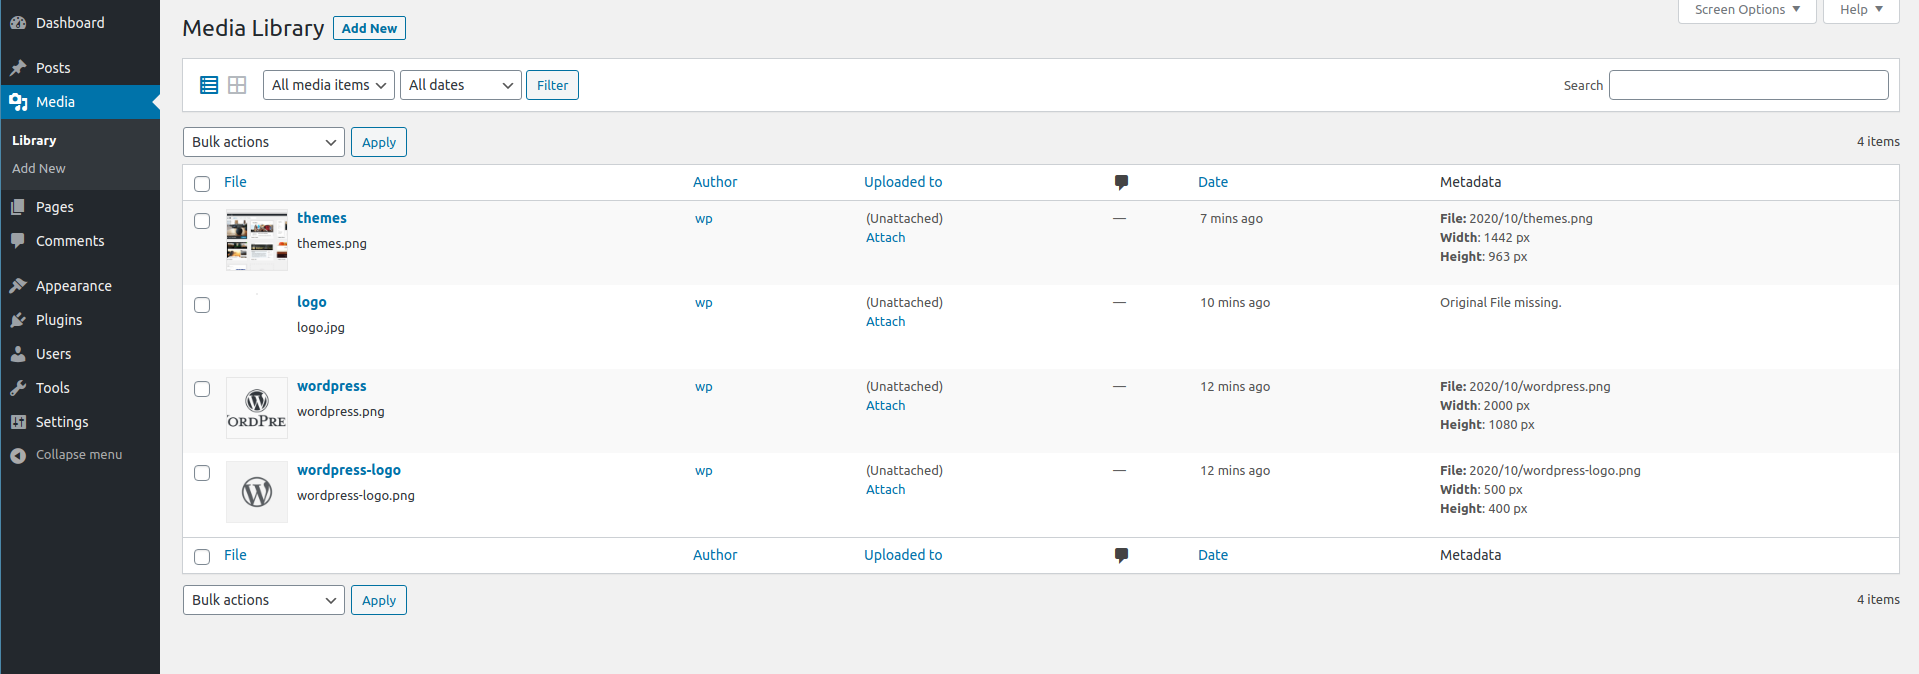 Dashboard
Posts
Media
Library
Add New
Pages
Comments
Appearance
Plugins
Users
Tools
Settings
Collapse menu
Media Library Add New
Screen Options Help
All media items All dates Filter
Search
Bulk actions Apply
4 items
File Author Uploaded to Date Metadata
themes wp (Unattached) — 7 mins ago File: 2020/10/themes.png
themes.png Attach Width: 1442 px
Height: 963 px
logo wp (Unattached) — 10 mins ago Original File missing.
logo.jpg Attach
wordpress wp (Unattached) — 12 mins ago File: 2020/10/wordpress.png
wordpress.png Attach Width: 2000 px
ORDPRE Height: 1080 px
wordpress-logo wp (Unattached) — 12 mins ago File: 2020/10/wordpress-logo.png
wordpress-logo.png Attach Width: 500 px
Height: 400 px
File Author Uploaded to Date Metadata
Bulk actions Apply
4 items